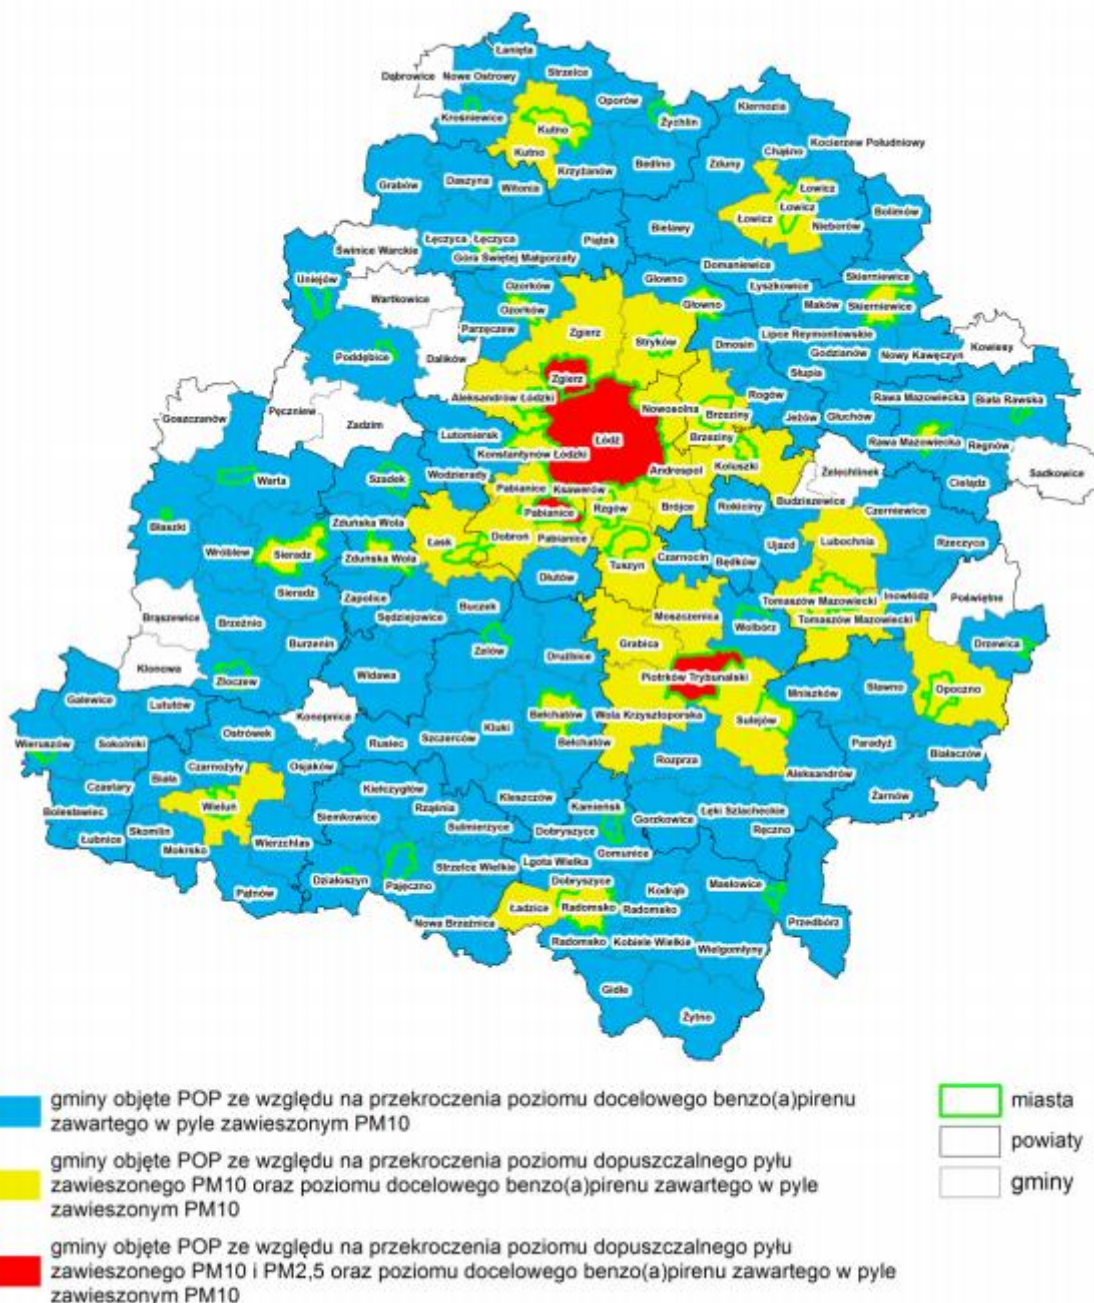 Łanięta
Dąbrowice
Nowe Ostrowy
Strzelce
Oporów
Kiernozia
Krośniewice
Żychlin
Kutno
Kocierzew Południowy
Chąśno
Kutno
Bedlno
Zduny
Krzyżanów
Daszyna
Witonia
Grabów
Łowicz
Łowicz
Łowicz
Bolimów
Nieborów
Bielawy
Świnice Warckie
Łęczyca
Łęczyca
Piątek
Góra Świętej Małgorzaty
Domaniewice
Uniejów
Ozorków
Głowno
Łyszkowice
Skierniewice
Wartkowice
Ozorków
Głowno
Maków
Skierniewice
Parzęczew
Zgierz
Stryków
Lipce Reymontowskie
Kowiesy
Dmosin
Godzianów
Nowy Kawęczyn
Poddębice
Dalików
Zgierz
Słupia
Aleksandrów Łódzki
Rogów
Rawa Mazowiecka
Biała Rawska
Goszczanów
Pęczniew
Nowosolna
Brzeziny
Jeżów
Głuchów
Zadzim
Lutomiersk
Łódź
Brzeziny
Rawa Mazowiecka
Regnów
Konstantynów Łódzki
Koluszki
Andrespol
Żelechlinek
Sadkowice
Warta
Szadek
Wodzierady
Pabianice
Ksawerów
Cielądz
Budziszewice
Pabianice
Rzgów
Brójce
Rokiciny
Czerniewice
Błaszki
Zduńska Wola
Łask
Dobroń
Pabianice
Ujazd
Lubochnia
Rzeczyca
Wróblew
Sieradz
Zduńska Wola
Tuszyn
Czarnocin
Będków
Dłutów
Sieradz
Zapolice
Buczek
Tomaszów Mazowiecki
Inowłódz
Poświętne
Brąszewice
Brzeźnio
Sędziejowice
Moszczenica
Wolbórz
Tomaszów Mazowiecki
Burzenin
Zelów
Drużbice
Grabica
Drzewica
Klonowa
Złoczew
Widawa
Piotrków Trybunalski
Mniszków
Sławno
Opoczno
Galewice
Lututów
Konopnica
Bełchatów
Wola Krzysztoporska
Sulejów
Ostrówek
Kluki
Wieruszów
Sokolniki
Rusiec
Szczerców
Bełchatów
Paradyż
Białaczów
Czarnożyły
Osjaków
Rozprza
Aleksandrów
Czastary
Biała
Kiełczygłów
Kleszczów
Żarnów
Bolesławiec
Wieluń
Siemkowice
Rząśnia
Kamieńsk
Łęki Szlacheckie
Gorzkowice
Łubnice
Skomlin
Wierzchlas
Sulmierzyce
Dobryszyce
Ręczno
Mokrsko
Gomunice
Strzelce Wielkie
Lgota Wielka
Działoszyn
Pajęczno
Dobryszyce
Kodrąb
Masłowice
Pątnów
Ładzice
Radomsko
Radomsko
Nowa Brzeźnica
Przedbórz
Radomsko
Kobiele Wielkie
Wielgomłyny
Gidle
Żytno
gminy objęte POP ze względu na przekroczenia poziomu docelowego benzo(a)pirenu
zawartego w pyle zawieszonym PM10
gminy objęte POP ze względu na przekroczenia poziomu dopuszczalnego pyłu
zawieszonego PM10 oraz poziomu docelowego benzo(a)pirenu zawartego w pyle
zawieszonym PM10
gminy objęte POP ze względu na przekroczenia poziomu dopuszczalnego pyłu
zawieszonego PM10 i PM2,5 oraz poziomu docelowego benzo(a)pirenu zawartego w pyle
zawieszonym PM10
miasta
powiaty
gminy